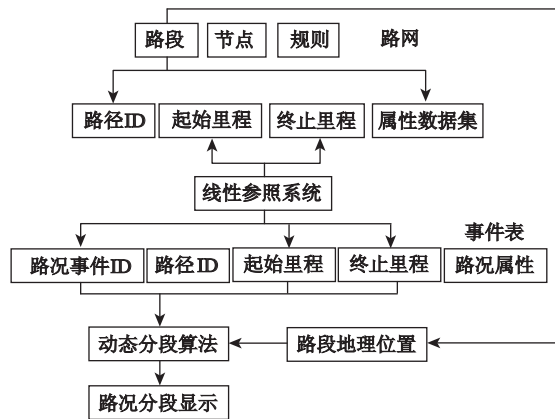 路段 节点 规则 路网
路径ID 起始里程 终止里程 属性数据集
线性参照系统
事件表
路况事件ID 路径ID 起始里程 终止里程 路况属性
动态分段算法 路段地理位置
路况分段显示